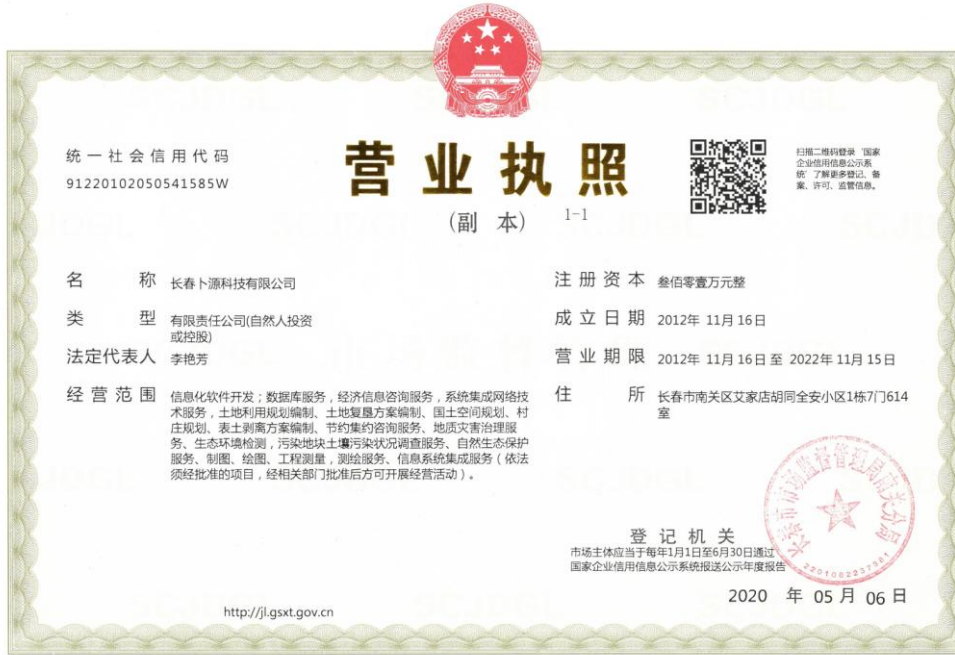 统一社会信用代码
91220102050541585W
营业执照
(副 本) 1-1
扫描二维码登录“国家
企业信用信息公示系
统”了解更多登记、备
案、许可、监管信息。
名 称 长春卜源科技有限公司
类 型 有限责任公司(自然人投资
或控股)
法定代表人 李艳芳
经营范围 信息化软件开发；数据库服务，经济信息咨询服务，系统集成网络技
术服务，土地利用规划编制、土地复垦方案编制、国土空间规划、村
庄规划、表土剥离方案编制、节约集约咨询服务、地质灾害治理服
务、生态环境检测，污染地块土壤污染状况调查服务、自然生态保护
服务、制图、绘图、工程测量，测绘服务、信息系统集成服务（依法
须经批准的项目，经相关部门批准后方可开展经营活动）。
注册资本 叁佰零壹万元整
成立日期 2012年 11月 16日
营业期限 2012年 11月 16日 至 2022年 11月 15日
住 所 长春市南关区艾家店胡同全安小区1栋7门614
室
长春市市场监督管理局南关分局
2201082237381
登记机关
市场主体应当于每年1月1日至6月30日通过
国家企业信用信息公示系统报送公示年度报告
2020 年 05 月 06 日
http://jl.gsxt.gov.cn